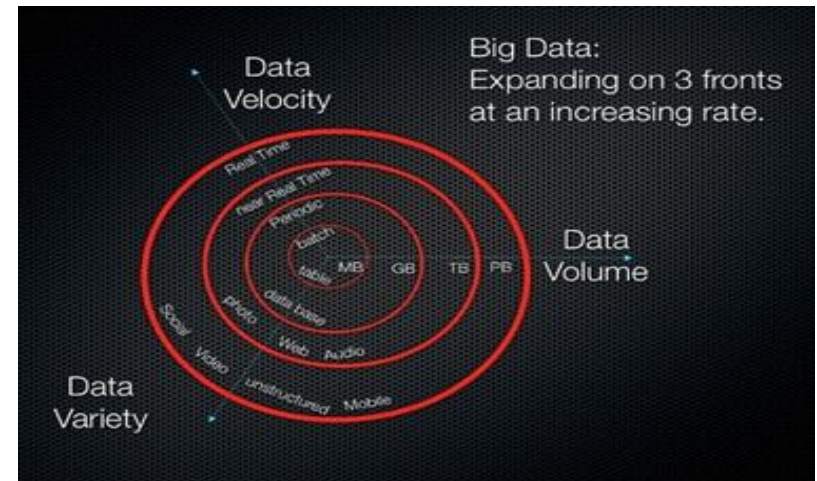 Big Data:
Expanding on 3 fronts
at an increasing rate.
Data
Velocity
Real Time
near Real Time
Periodic
batch
table
MB
GB
TB
PB
Data
Volume
data base
photo
Web
Audio
Social
Video
unstructured
Mobile
Data
Variety